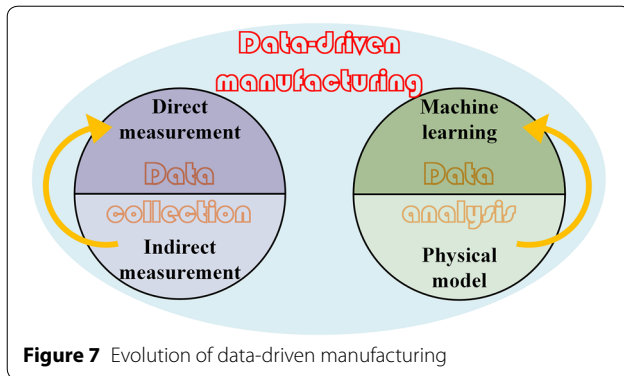 Data-driven
manufacturing
Direct
measurement
Data
collection
Indirect
measurement
Machine
learning
Data
analysis
Physical
model
Figure 7 Evolution of data-driven manufacturing